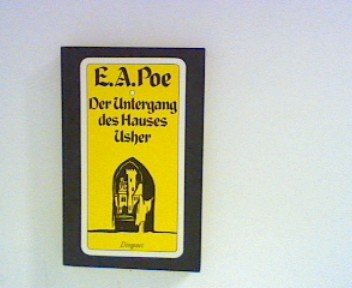 E.A.Poe
Der Untergang
des Hauses
Usher
Diogenes